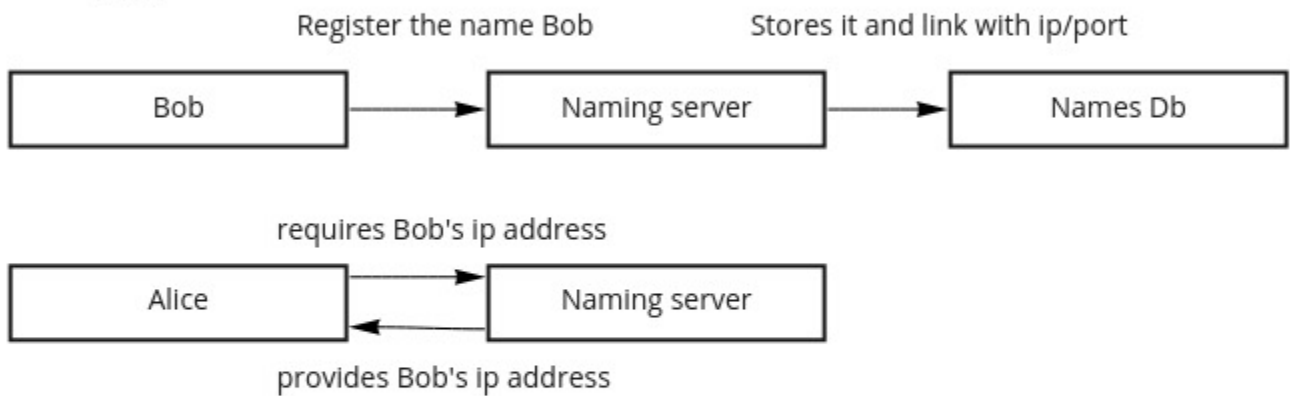 Register the name Bob
Stores it and link with ip/port
Bob
Naming server
Names Db
requires Bob's ip address
Alice
Naming server
provides Bob's ip address